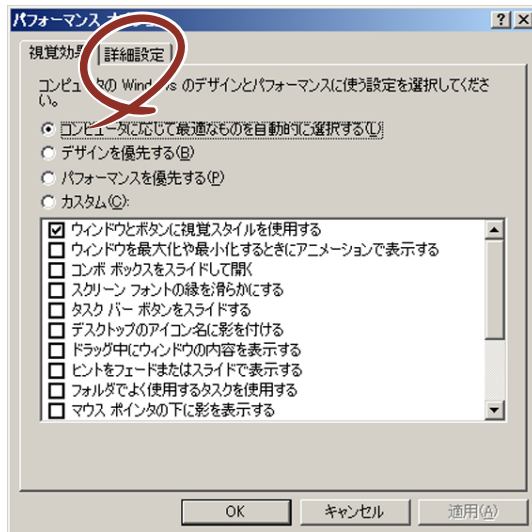 パフォーマンス オプション
視覚効果
詳細設定
コンピュータの Windows のデザインとパフォーマンスに使う設定を選択してくださ
い。
コンピュータに応じて最適なものを自動的に選択する(L)
デザインを優先する(B)
パフォーマンスを優先する(P)
カスタム(C):
ウィンドウとボタンに視覚スタイルを使用する
ウィンドウを最大化や最小化するときにアニメーションで表示する
コンボ ボックスをスライドして開く
スクリーン フォントの縁を滑らかにする
タスク バー ボタンをスライドする
デスクトップのアイコン名に影を付ける
ドラッグ中にウィンドウの内容を表示する
ヒントをフェードまたはスライドで表示する
フォルダでよく使用するタスクを使用する
マウス ポインタの下に影を表示する
OK
キャンセル
適用(A)